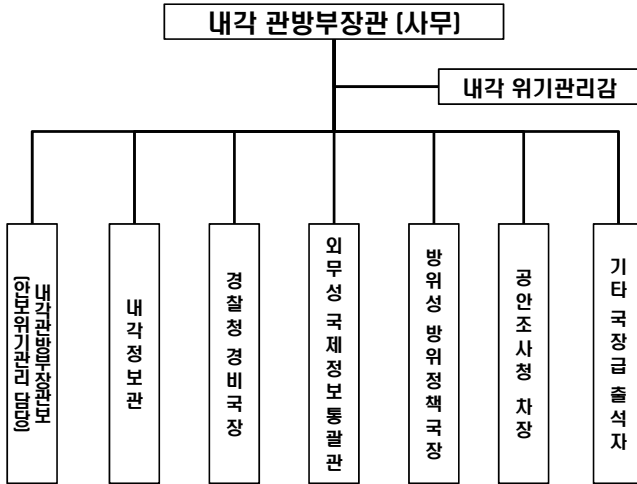 내각 관방부장관 (사무)
내각 위기관리감
내각관방부장관보
(안보위기관리 담당)
내각정보관
경찰청 경비국장
외무성 국제정보통괄관
방위성 방위정책국장
공안조사청 차장
기타 국장급 출석자